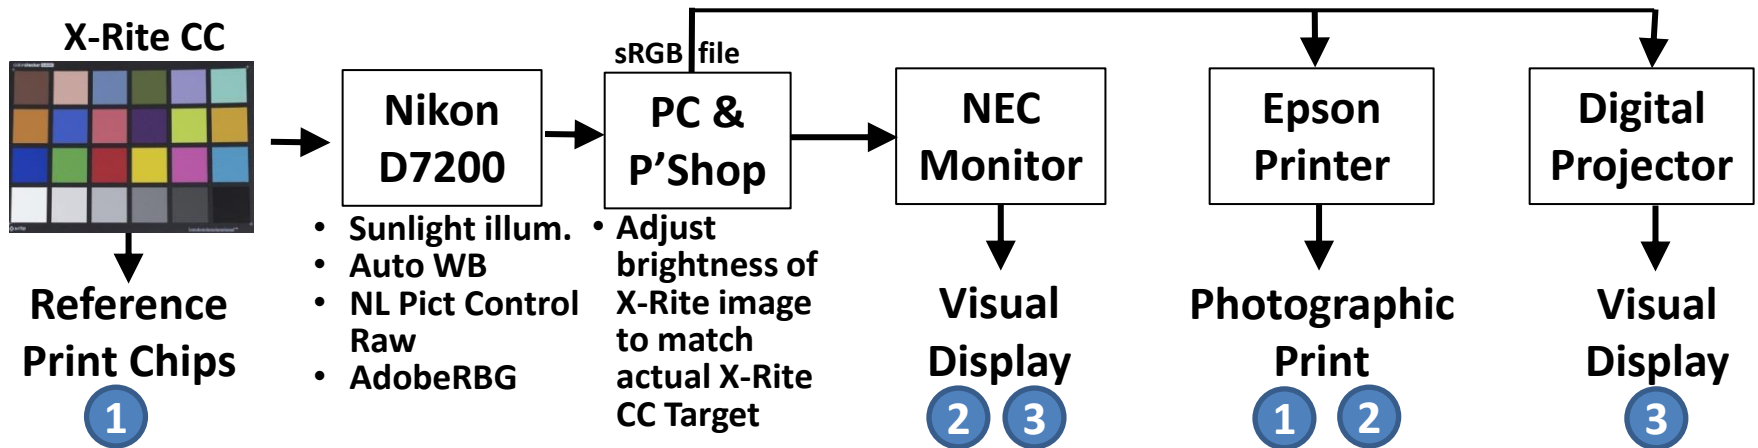 X-Rite CC
sRGB file
Nikon
D7200
PC &
P'Shop
NEC
Monitor
Epson
Printer
Digital
Projector
• Sunlight illum.
• Auto WB
• NL Pict Control
Raw
• AdobeRBG
• Adjust
brightness of
X-Rite image
to match
actual X-Rite
CC Target
Reference
Print Chips
1
Visual
Display
2 3
Photographic
Print
1 2
Visual
Display
3